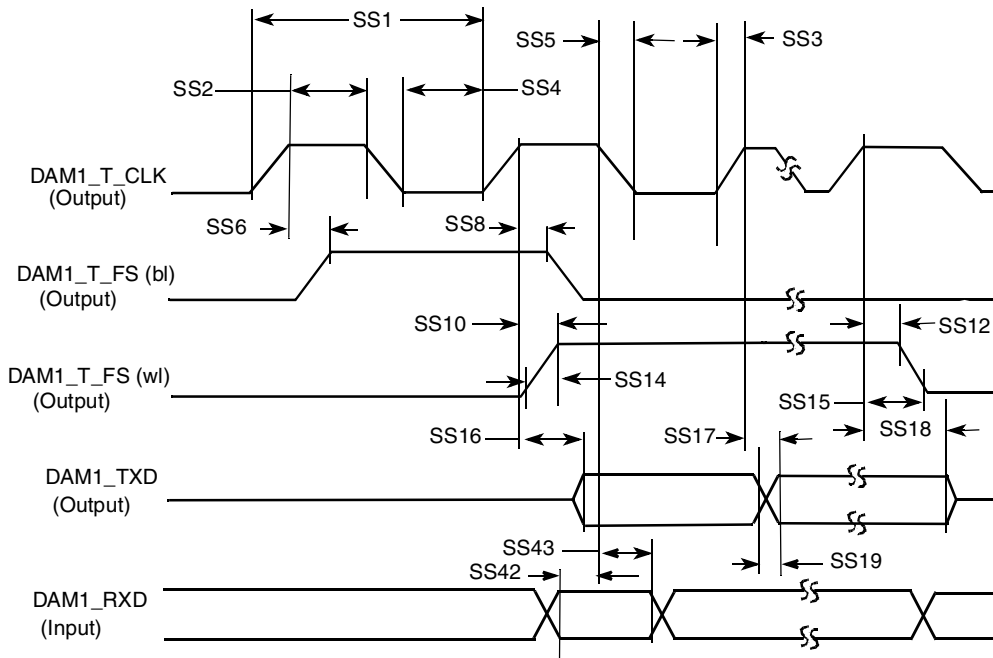 SS1
SS5
SS3
SS2
SS4
DAM1_T_CLK
(Output)
SS6
SS8
DAM1_T_FS (bl)
(Output)
SS10
SS12
DAM1_T_FS (wl)
(Output)
SS14
SS15
SS16
SS17
SS18
DAM1_TXD
(Output)
SS43
SS42
SS19
DAM1_RXD
(Input)